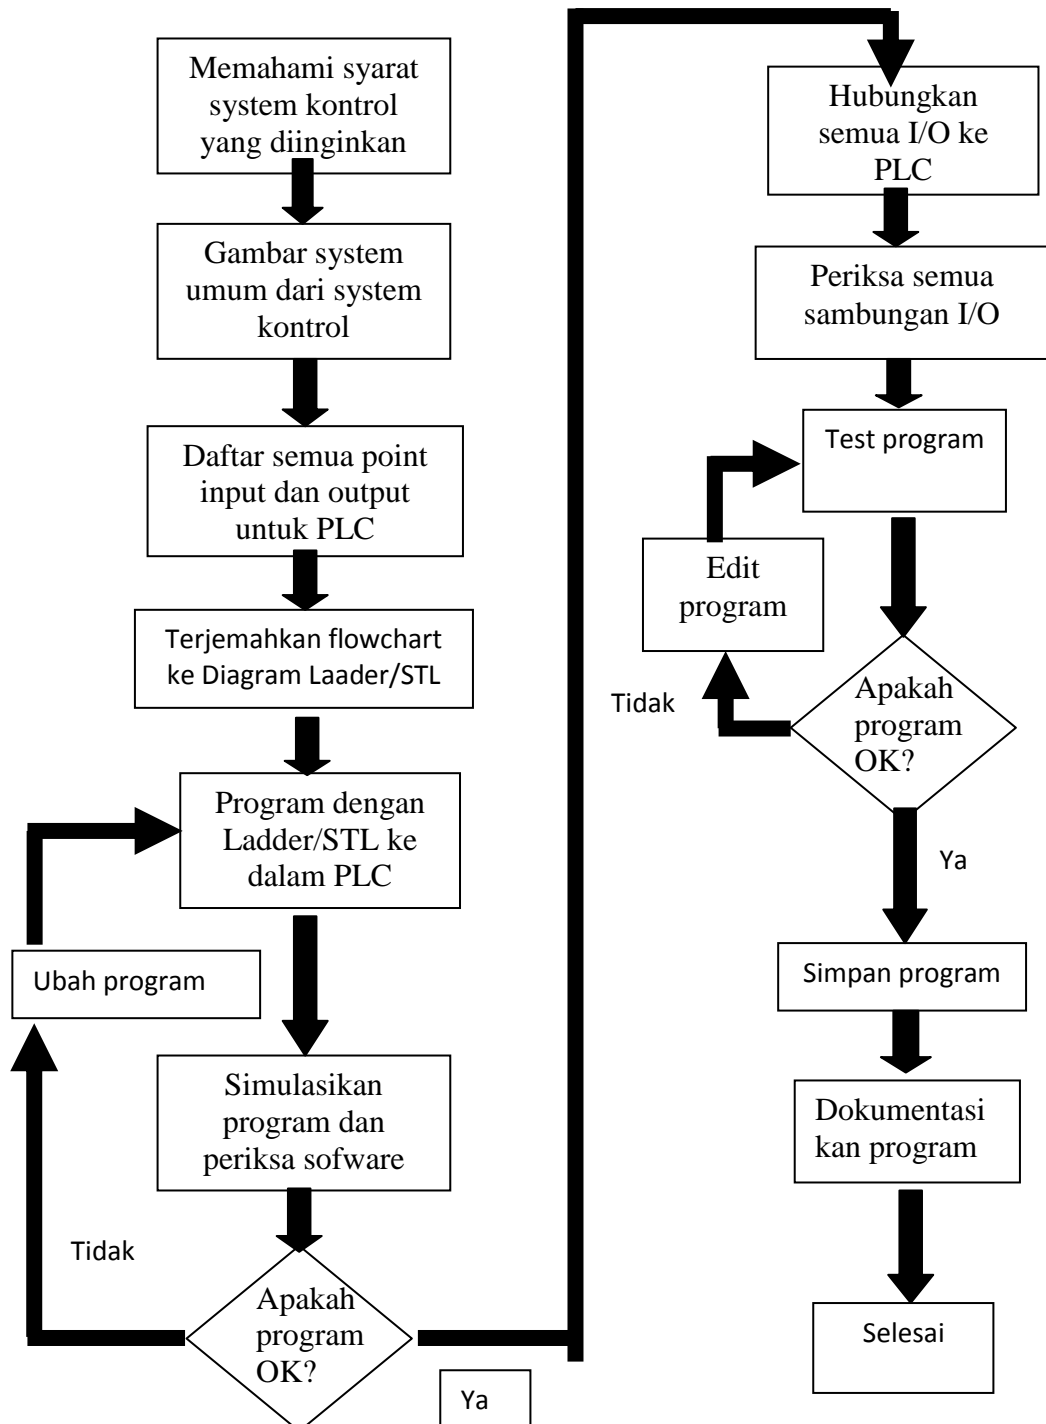 Memahami syarat
system kontrol
yang diinginkan
Gambar system
umum dari system
kontrol
Daftar semua point
input dan output
untuk PLC
Terjemahkan flowchart
ke Diagram Laader/STL
Program dengan
Ladder/STL ke
dalam PLC
Ubah program
Simulasikan
program dan
periksa sofware
Tidak
Apakah
program
OK?
Ya
Hubungkan
semua I/O ke
PLC
Periksa semua
sambungan I/O
Test program
Edit
program
Tidak
Apakah
program
OK?
Ya
Simpan program
Dokumentasi
kan program
Selesai